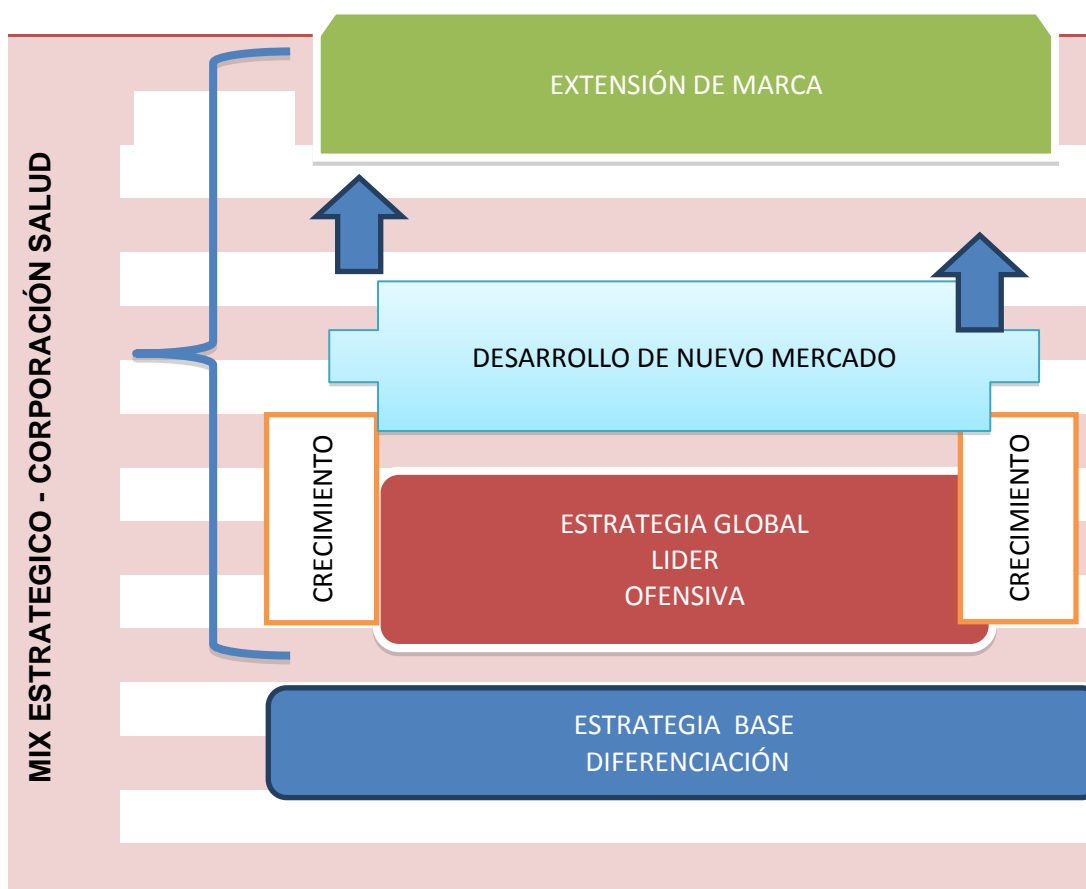 MIX ESTRATEGICO - CORPORACIÓN SALUD
EXTENSIÓN DE MARCA
DESARROLLO DE NUEVO MERCADO
CRECIMIENTO
ESTRATEGIA GLOBAL
LIDER
OFENSIVA
CRECIMIENTO
ESTRATEGIA BASE
DIFERENCIACIÓN